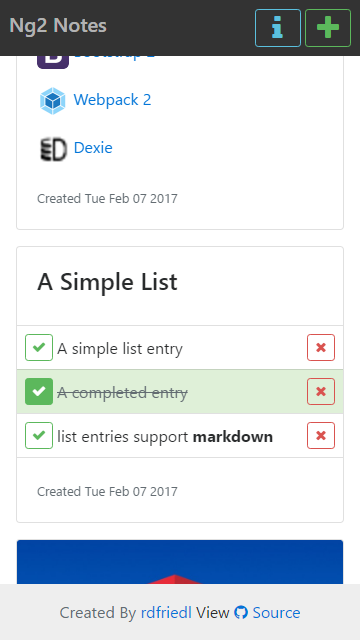 Ng2 Notes
Webpack 2
Dexie
Created Tue Feb 07 2017
A Simple List
A simple list entry
A completed entry
list entries support markdown
Created Tue Feb 07 2017
Created By rdfriedl View Source